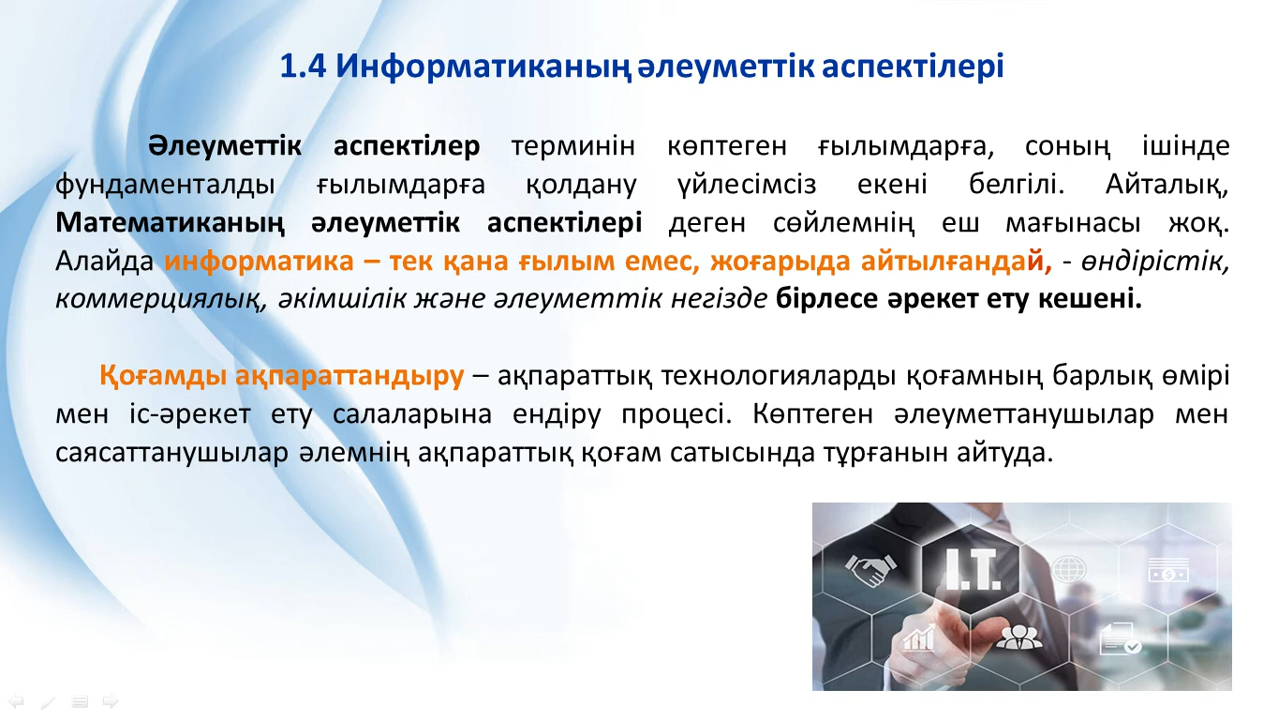 1.4 Информатиканың әлеуметтік аспектілері
Әлеуметтік аспектілер терминін көптеген ғылымдарға, соның ішінде
фундаменталды ғылымдарға қолдану үйлесімсіз екені белгілі. Айталық,
Математиканың әлеуметтік аспектілері деген сөйлемнің еш мағынасы жоқ.
Алайда информатика – тек қана ғылым емес, жоғарыда айтылғандай, - өндірістік,
коммерциялық, әкімшілік және әлеуметтік негізде бірлесе әрекет ету кешені.
Қоғамды ақпараттандыру – ақпараттық технологияларды қоғамның барлық өмірі
мен іс-әрекет ету салаларына ендіру процесі. Көптеген әлеуметтанушылар мен
саясаттанушылар әлемнің ақпараттық қоғам сатысында тұрғанын айтуда.
I.T.